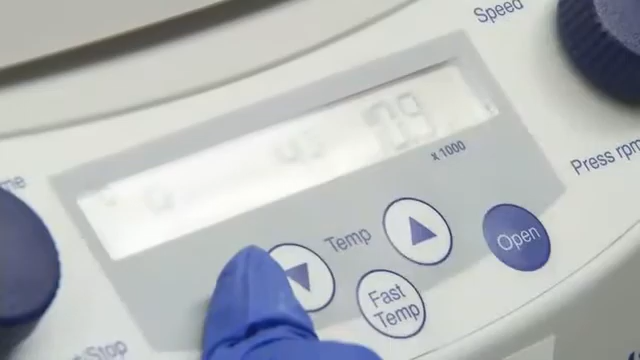 Speed
x 1000
Press rpm
Temp
Open
Fast
Temp